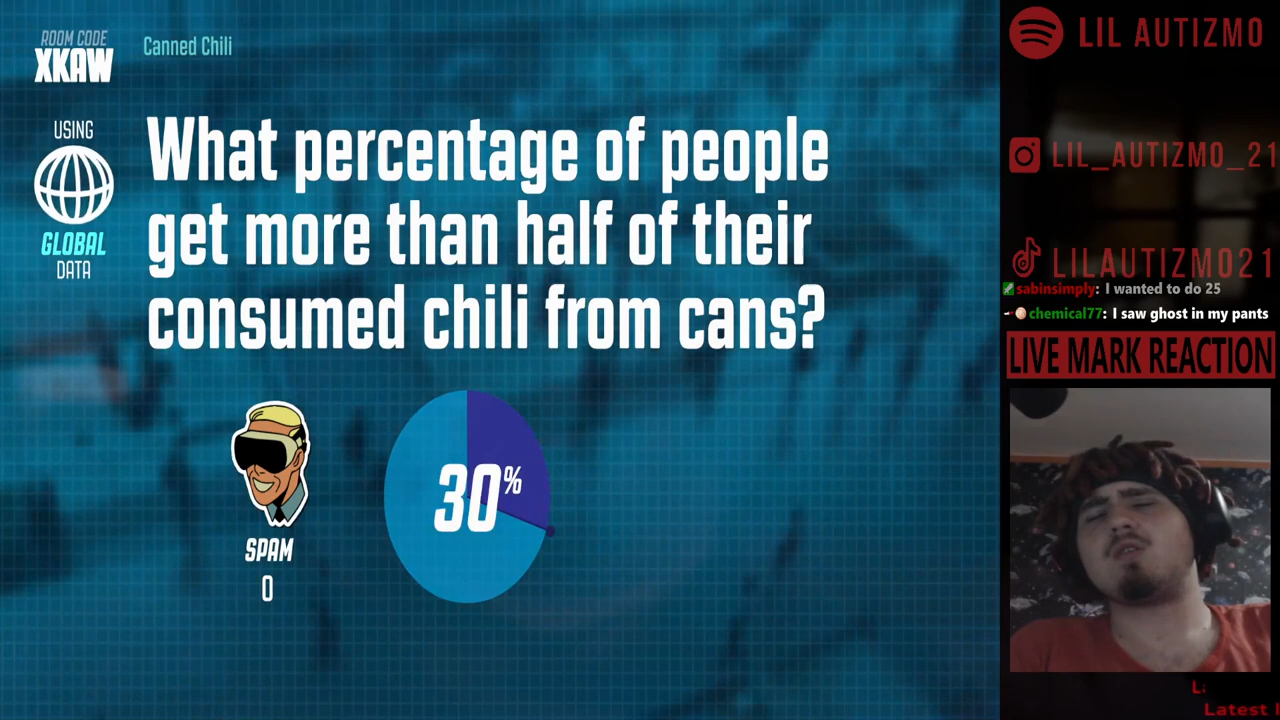 ROOM CODE
XKAW
Canned Chili
USING
GLOBAL
DATA
What percentage of people
get more than half of their
consumed chili from cans?
30%
SPAM
0
LIL AUTIZMO
LIL_AUTIZMO_21
LILAUTIZMO21
sabinsimply: I wanted to do 25
chemical77: I saw ghost in my pants
LIVE MARK REACTION
Latest